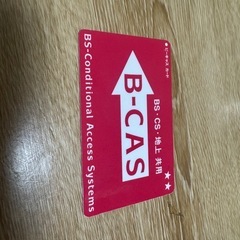 BS・CS・地上 共用
B-CAS
BS-Conditional Access Systems